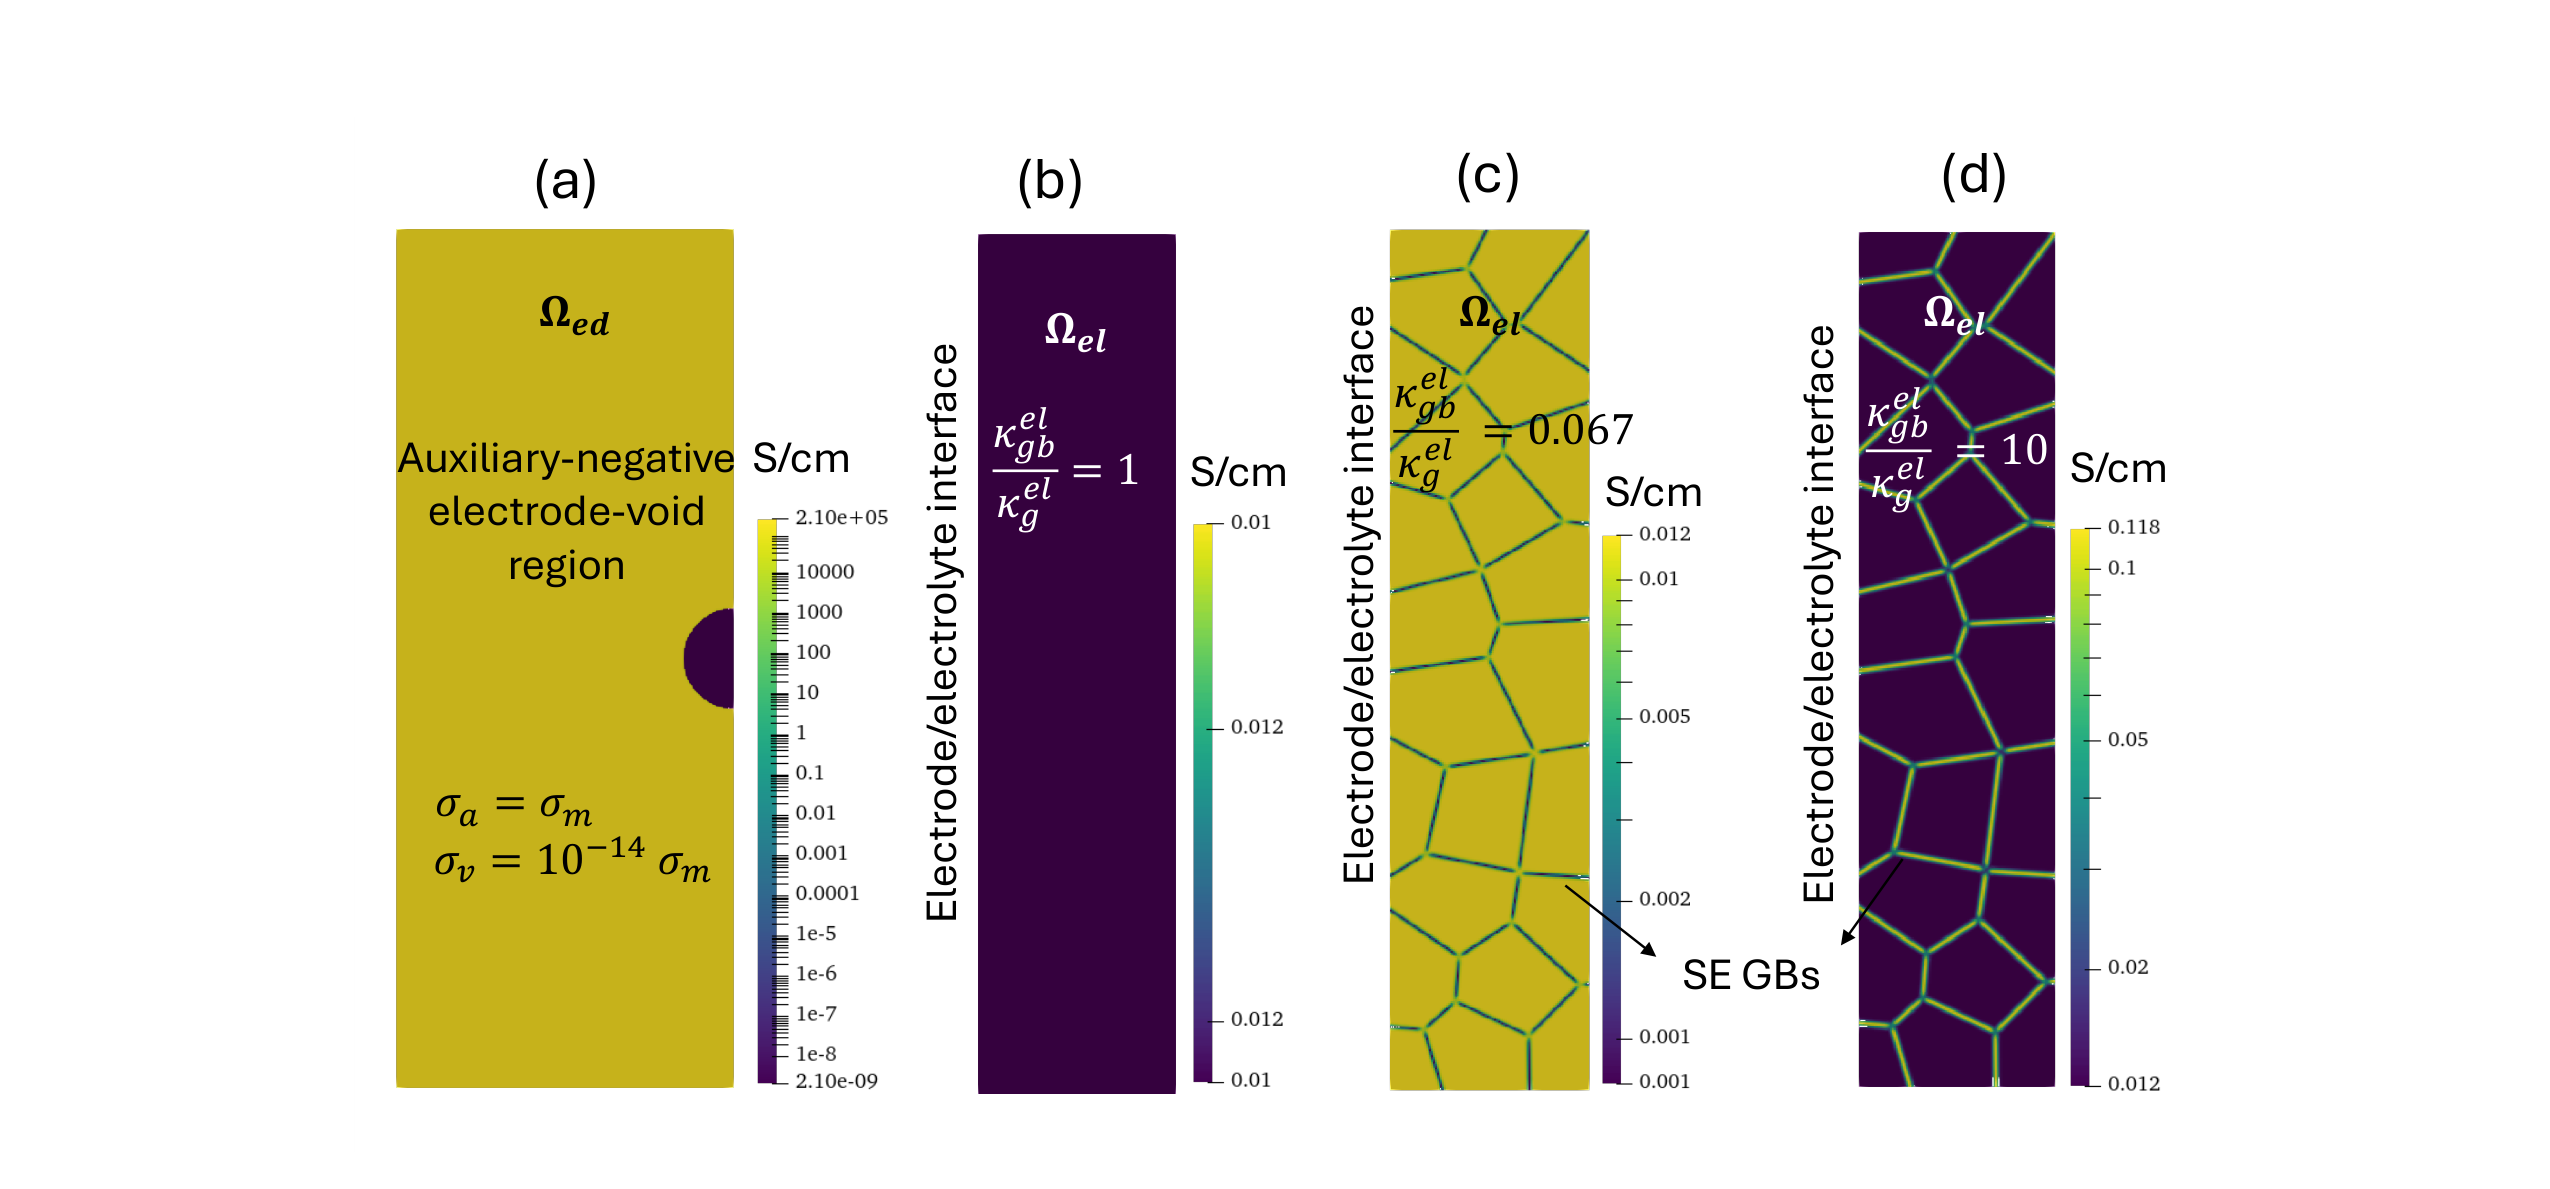 (a)
Ω_ed
Auxiliary-negative
electrode-void
region
σ_a = σ_m
σ_v = 10^−14 σ_m
S/cm
2.10e+05
10000
1000
100
10
1
0.1
0.01
0.001
0.0001
1e-5
1e-6
1e-7
1e-8
2.10e-09
(b)
Electrode/electrolyte interface
Ω_el
κ_gb^el / κ_g^el = 1
S/cm
0.01
0.012
0.012
0.01
(c)
Electrode/electrolyte interface
Ω_el
κ_gb^el / κ_g^el = 0.067
S/cm
0.012
0.01
0.005
0.002
0.001
0.001
SE GBs
(d)
Electrode/electrolyte interface
Ω_el
κ_gb^el / κ_g^el = 10
S/cm
0.118
0.1
0.05
0.02
0.012